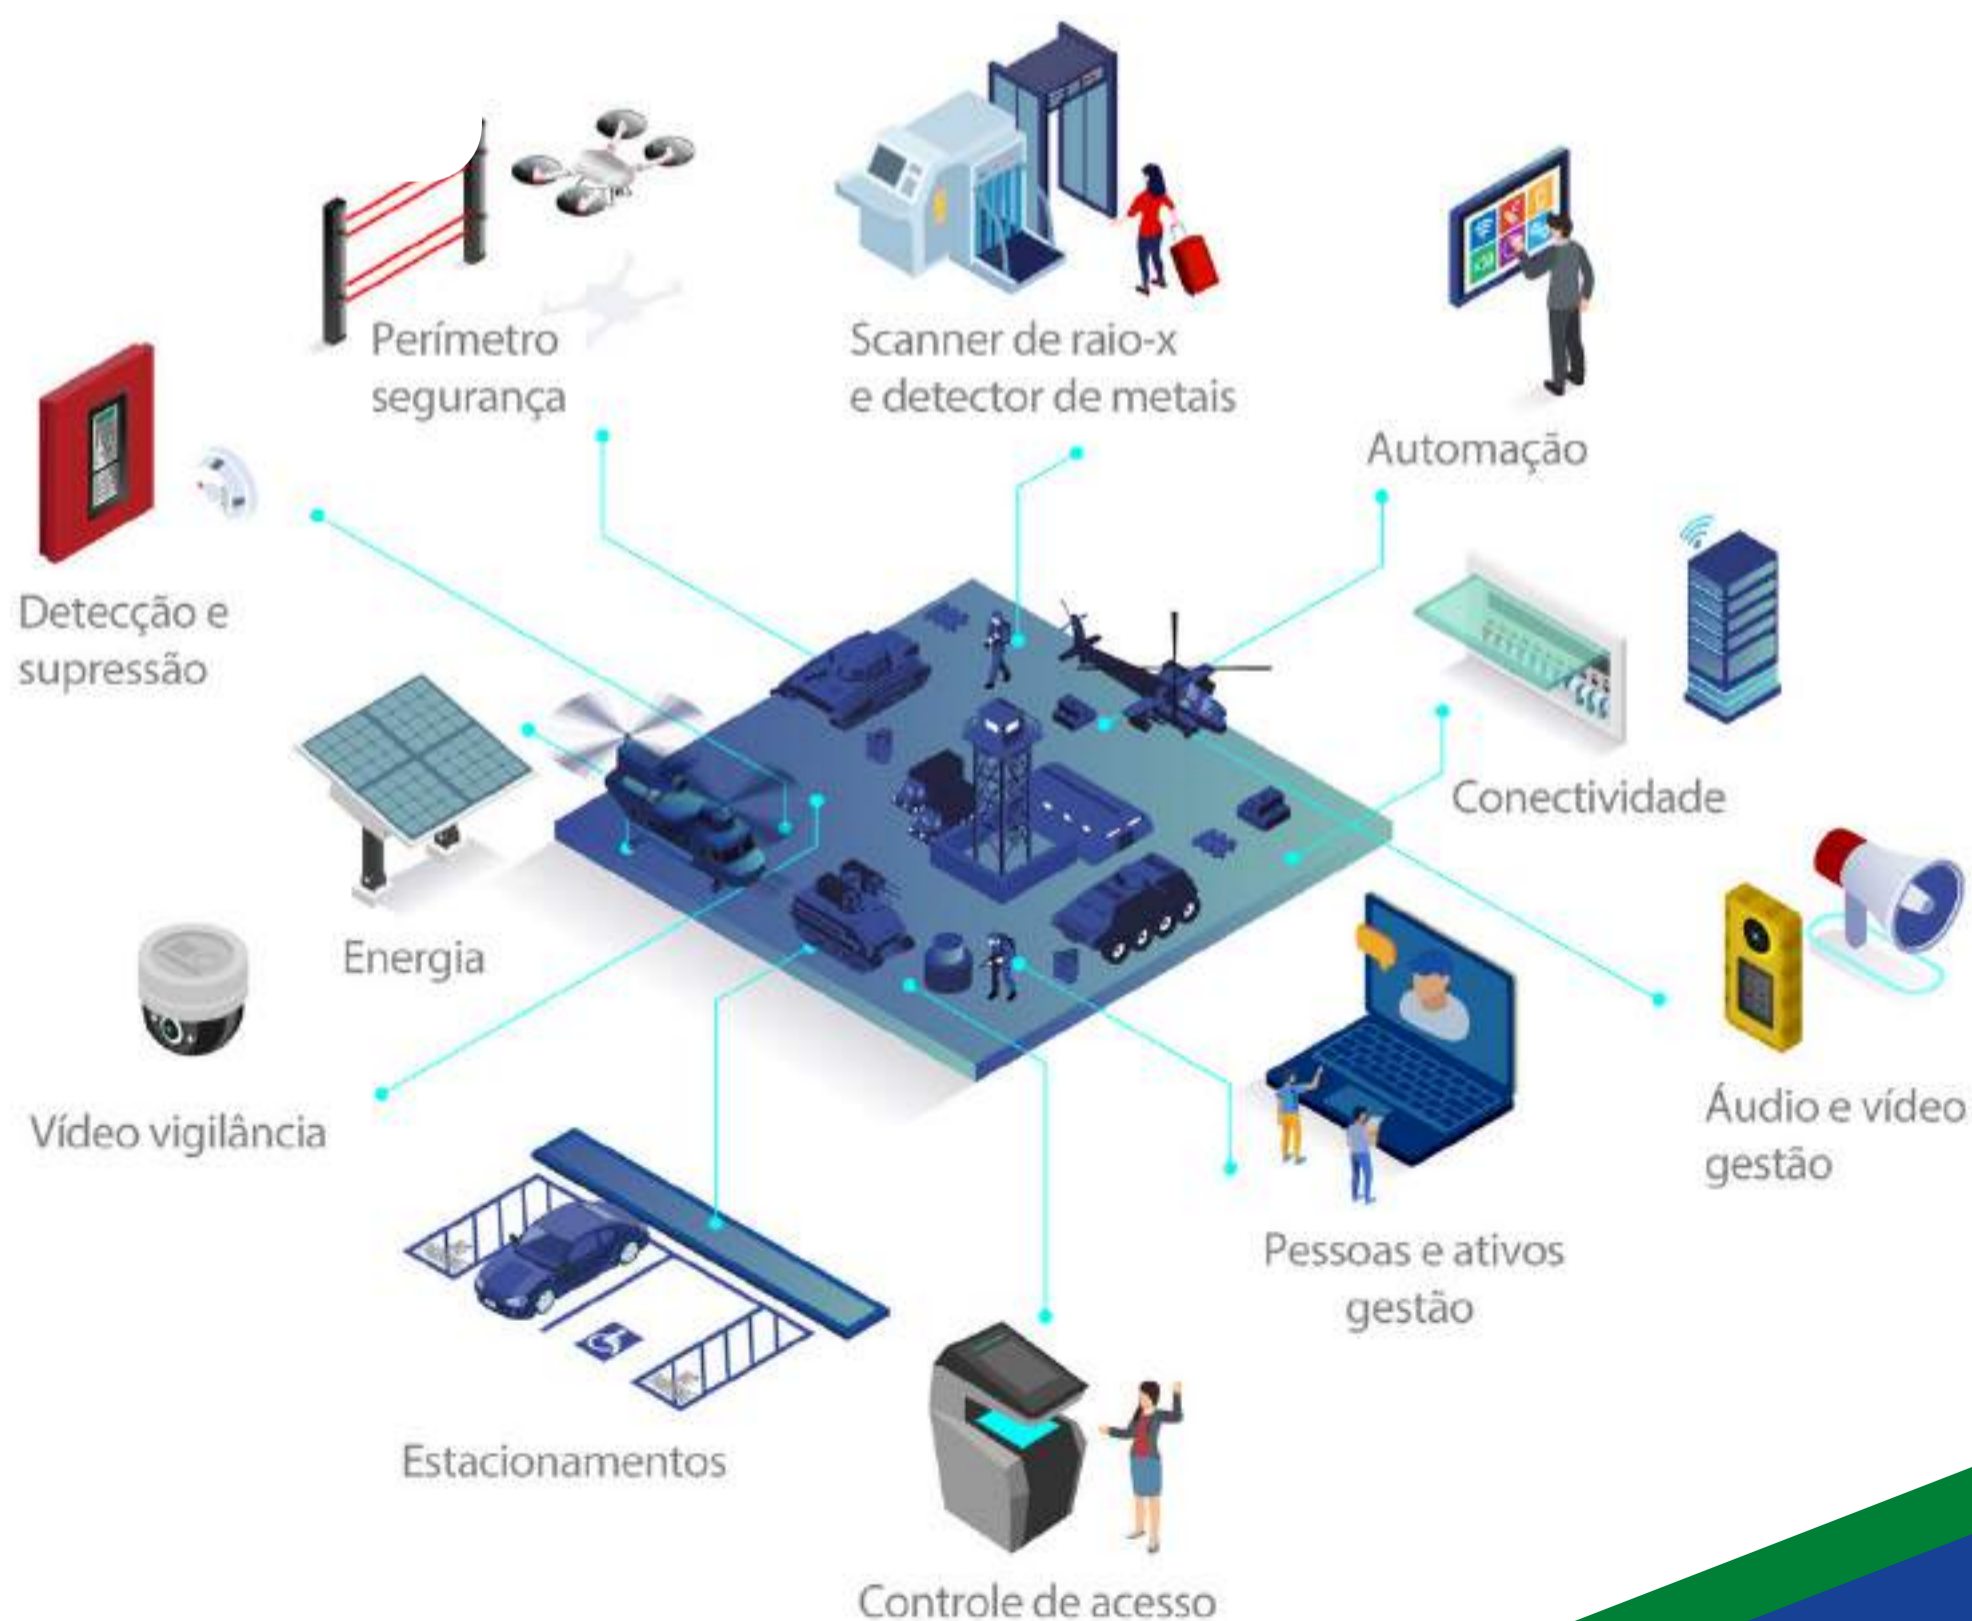 Perímetro
segurança
Scanner de raio-x
e detector de metais
Automação
Detecção e
supressão
Conectividade
Energia
Vídeo vigilância
Áudio e vídeo
gestão
Pessoas e ativos
gestão
Estacionamentos
Controle de acesso